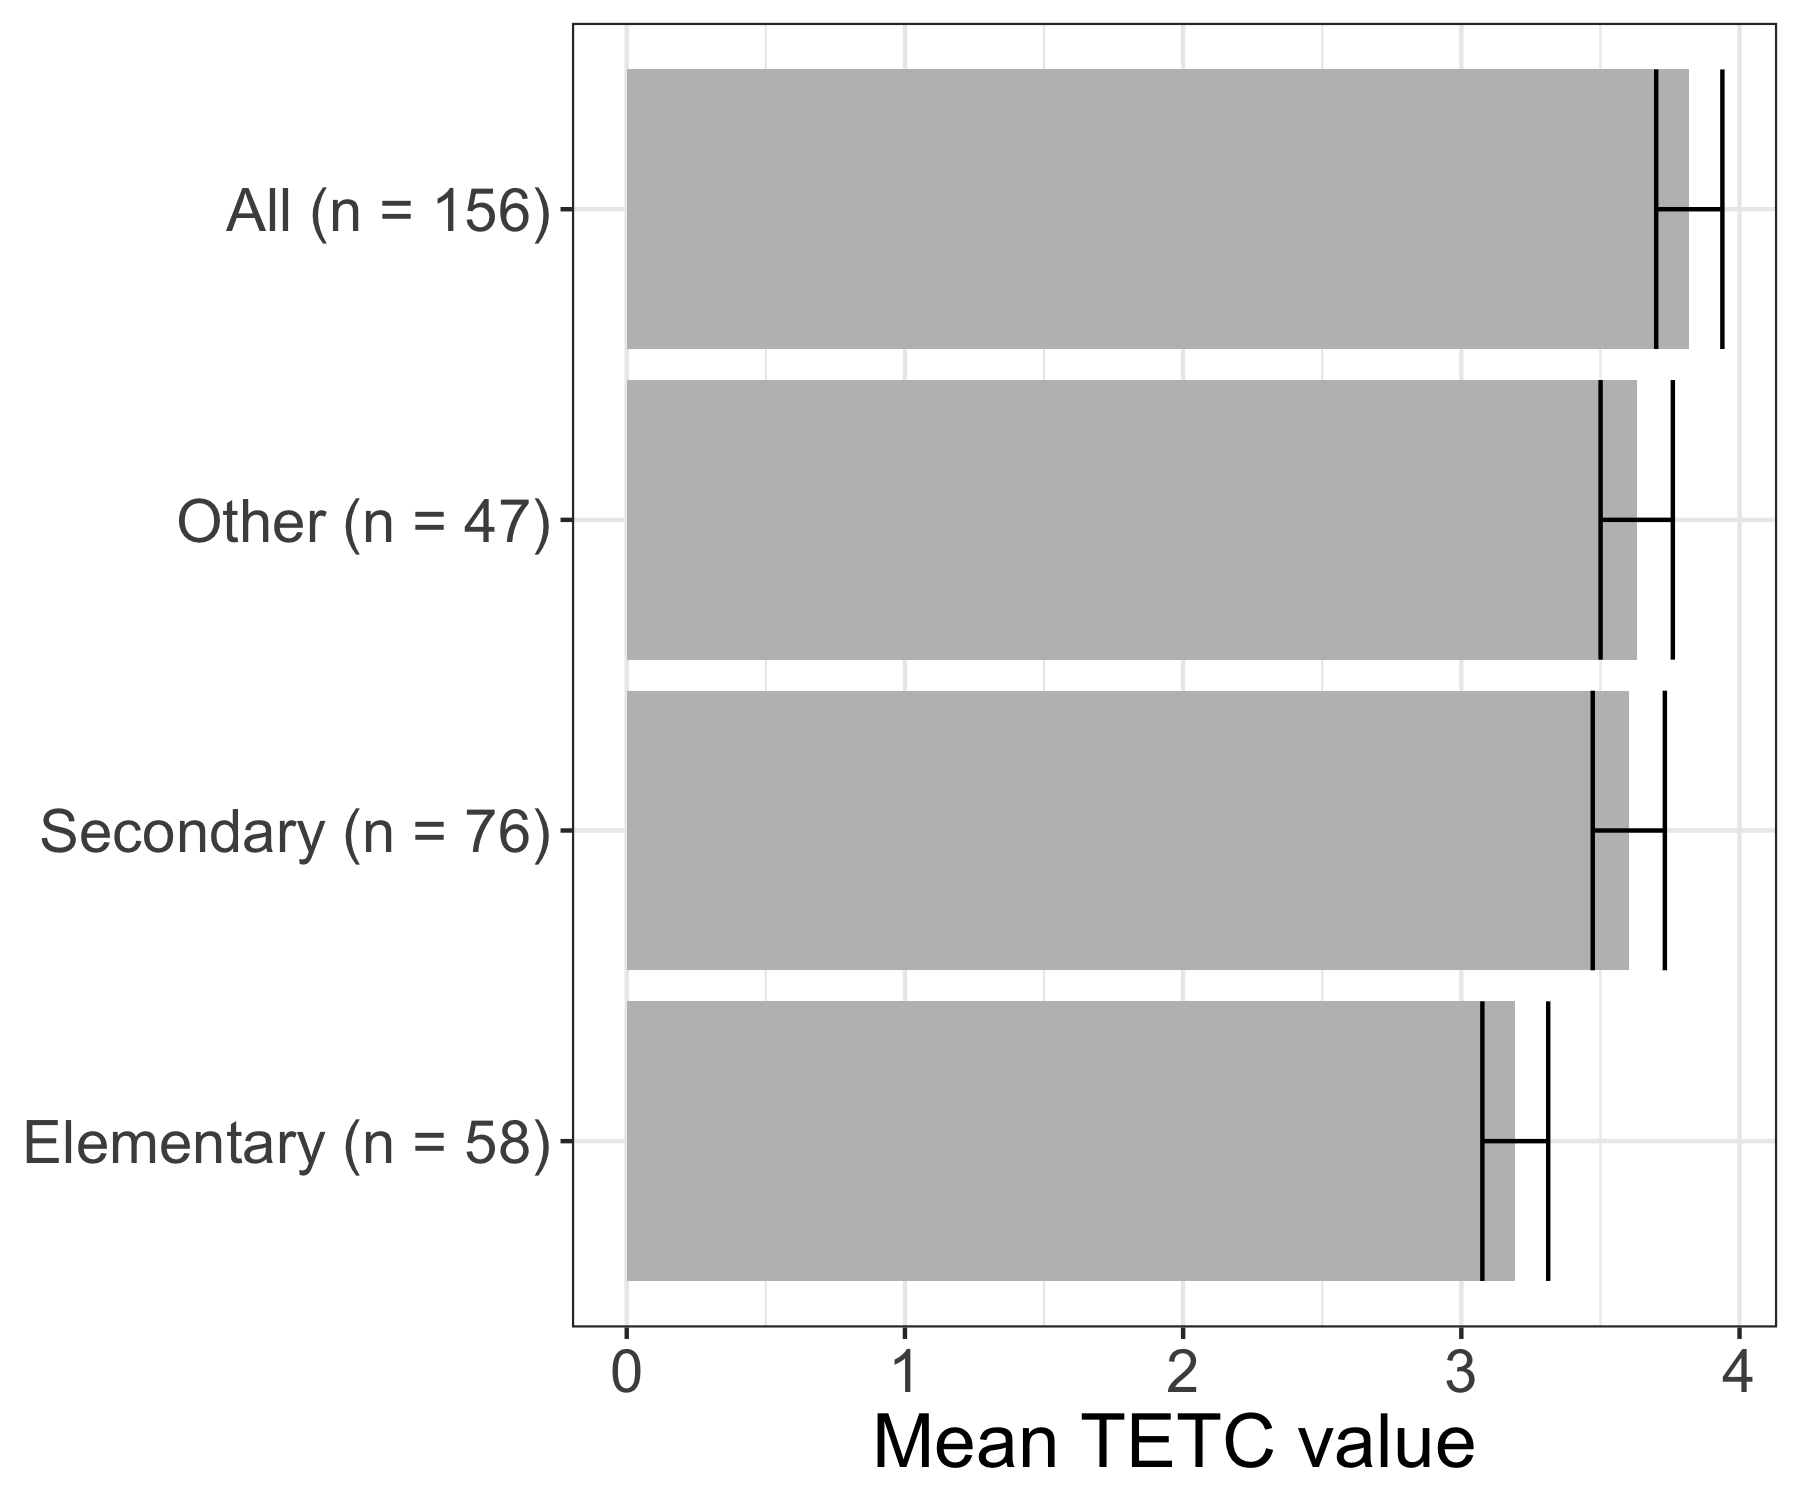 All (n = 156)
Other (n = 47)
Secondary (n = 76)
Elementary (n = 58)
0 1 2 3 4
Mean TETC value